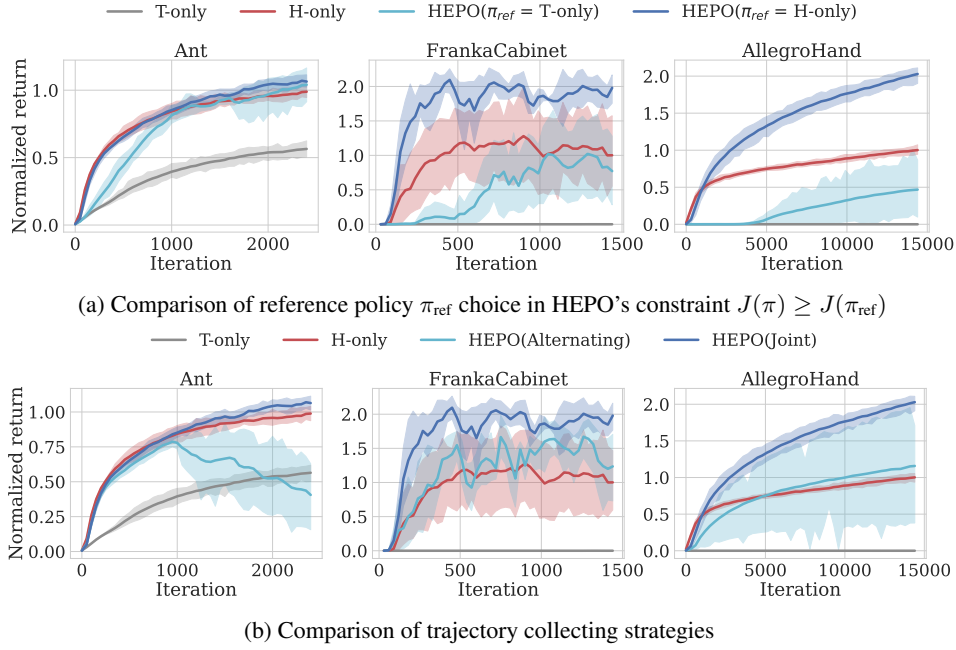 T-only H-only HEPO(π_ref = T-only) HEPO(π_ref = H-only)
Ant FrankaCabinet AllegroHand
Normalized return
1.0
0.5
0.0
0 1000 2000
Iteration
2.0
1.5
1.0
0.5
0.0
0 500 1000 1500
Iteration
2.0
1.5
1.0
0.5
0.0
0 5000 10000 15000
Iteration
(a) Comparison of reference policy π_ref choice in HEPO's constraint J(π) ≥ J(π_ref)
T-only H-only HEPO(Alternating) HEPO(Joint)
Ant FrankaCabinet AllegroHand
Normalized return
1.00
0.75
0.50
0.25
0.00
0 1000 2000
Iteration
2.0
1.5
1.0
0.5
0.0
0 500 1000 1500
Iteration
2.0
1.5
1.0
0.5
0.0
0 5000 10000 15000
Iteration
(b) Comparison of trajectory collecting strategies